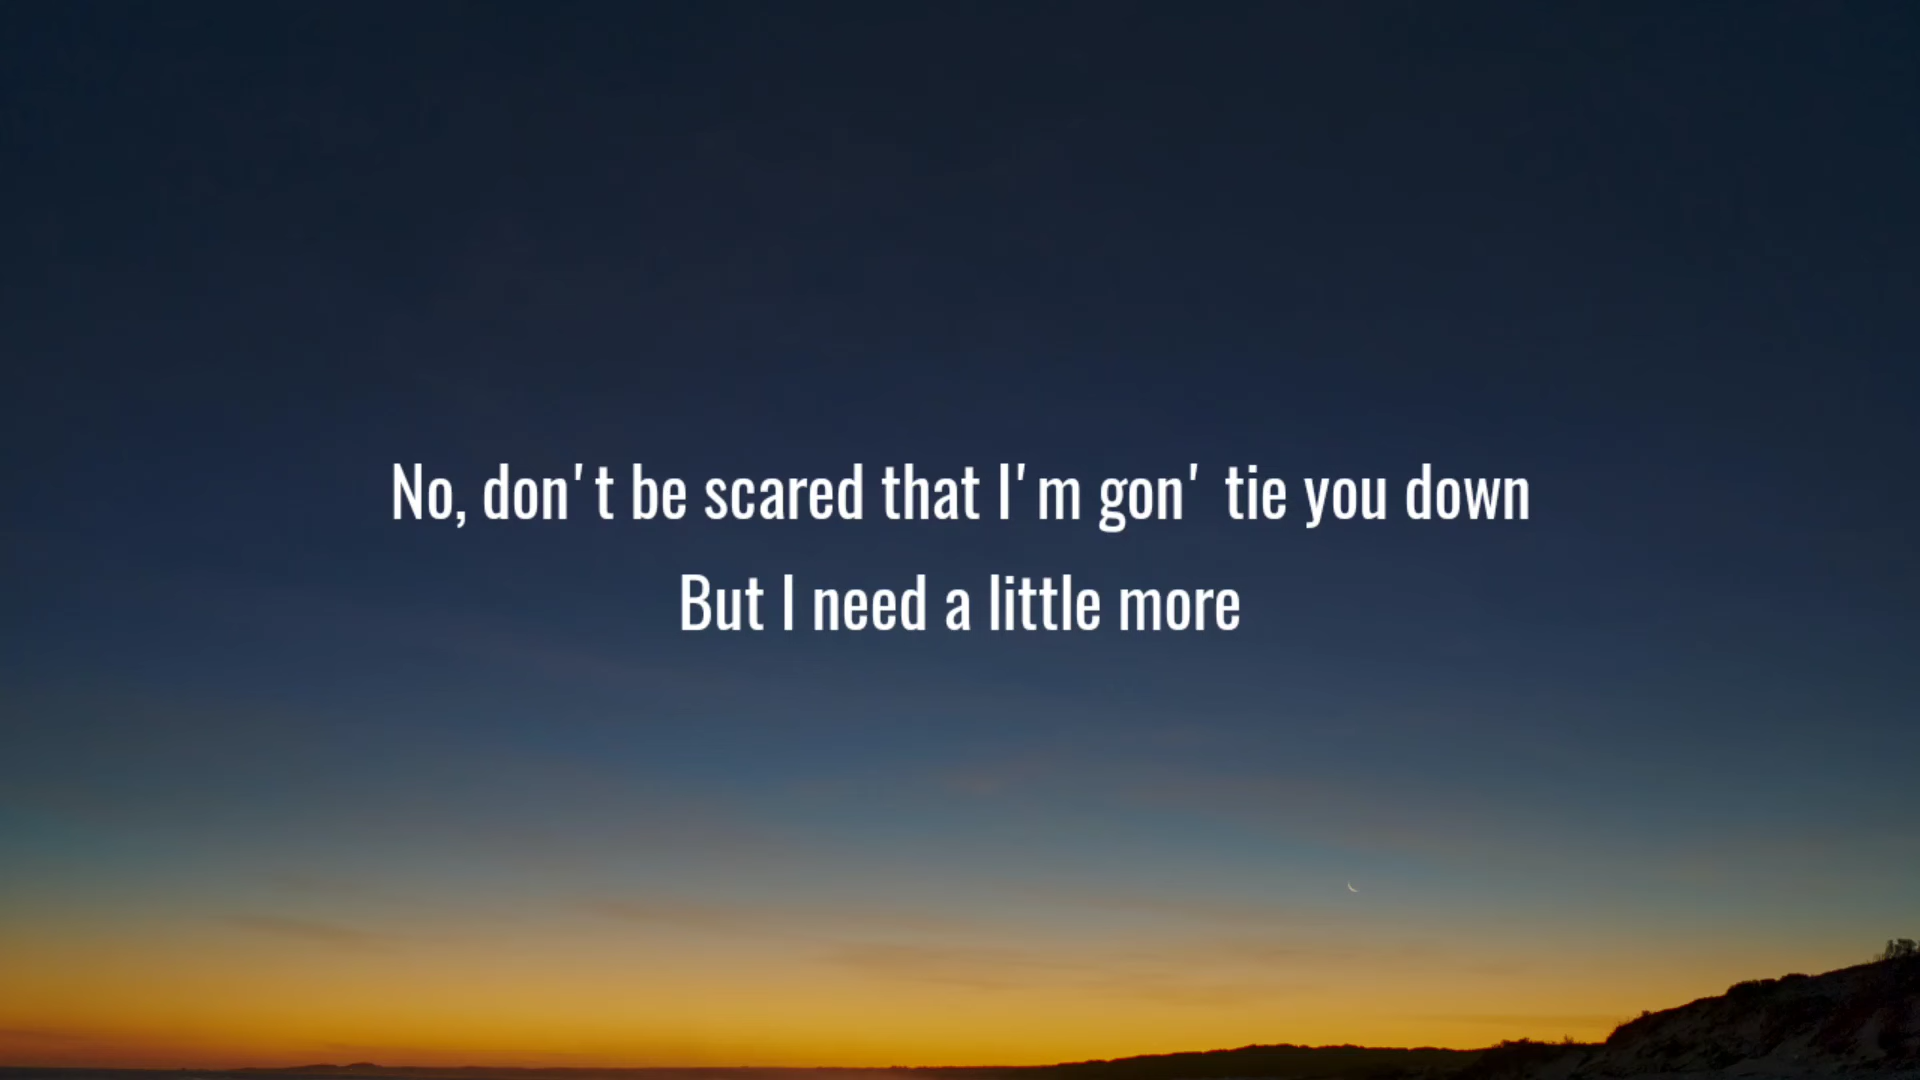 No, don't be scared that I'm gon' tie you down
But I need a little more